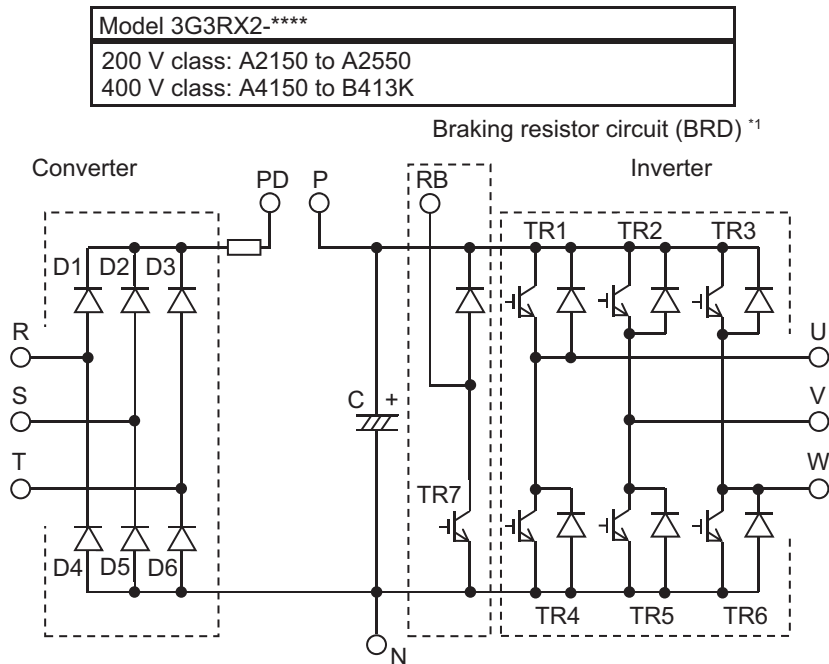 Model 3G3RX2-****
200 V class: A2150 to A2550
400 V class: A4150 to B413K
Braking resistor circuit (BRD) *1
Converter
PD
P
RB
Inverter
D1
D2
D3
TR1
TR2
TR3
R
U
S
C
+
V
T
W
TR7
D4
D5
D6
TR4
TR5
TR6
N